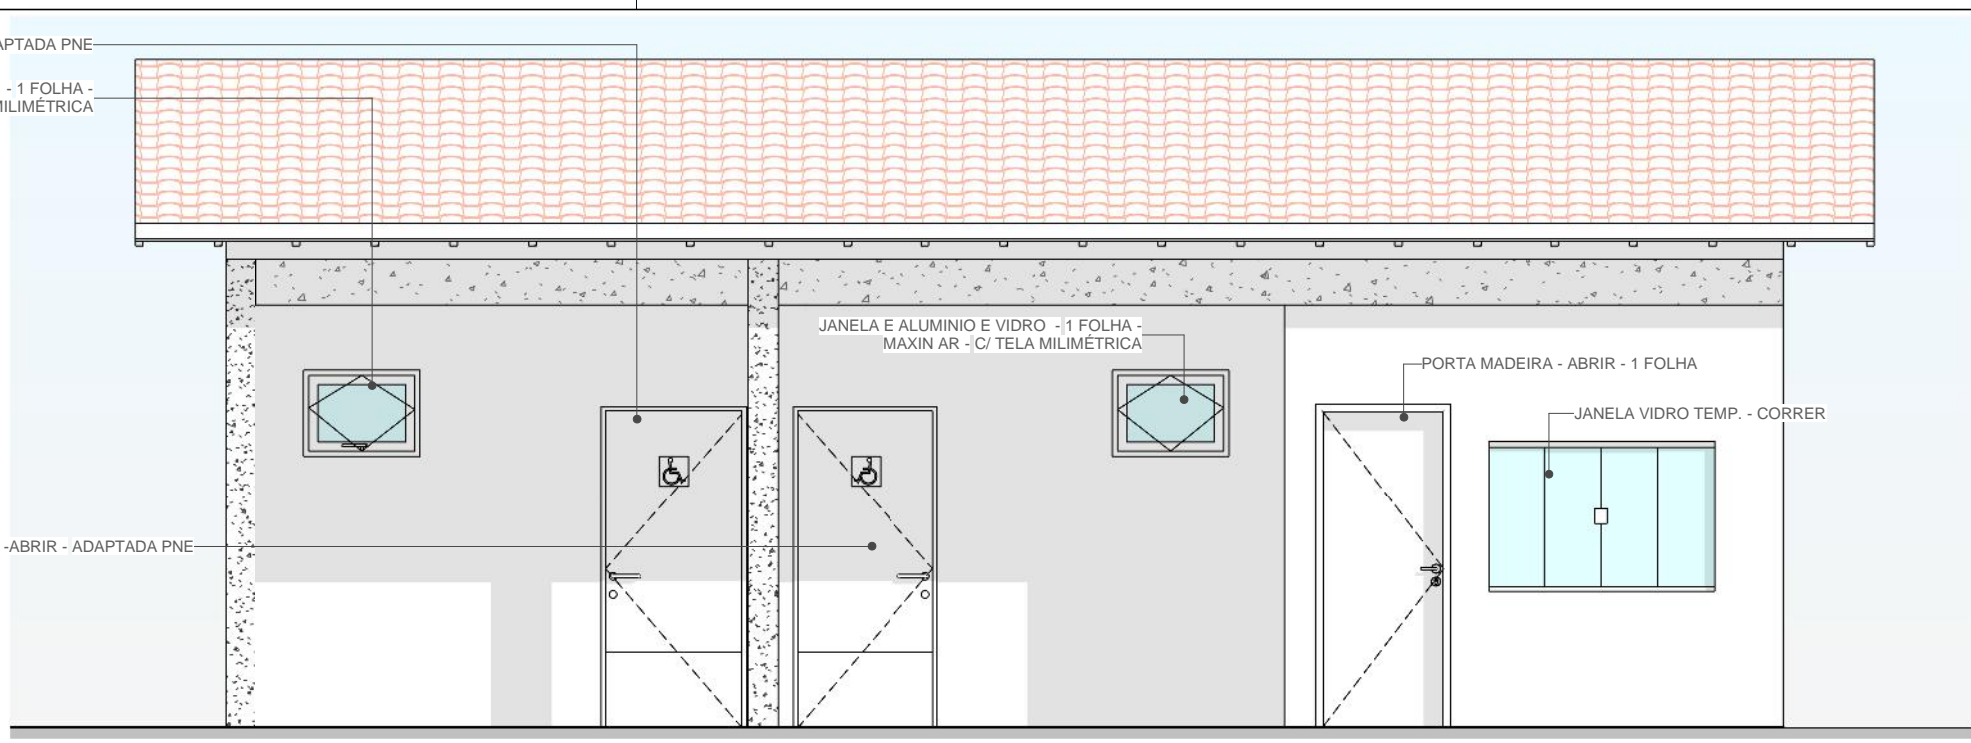 ADAPTADA PNE
- 1 FOLHA -
MILIMÉTRICA
JANELA E ALUMINIO E VIDRO - 1 FOLHA -
MAXIN AR - C/ TELA MILIMÉTRICA
PORTA MADEIRA - ABRIR - 1 FOLHA
JANELA VIDRO TEMP. - CORRER
-ABRIR - ADAPTADA PNE